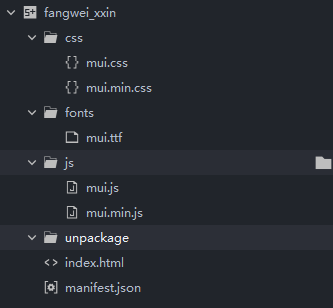 fangwei_xxin
css
mui.css
mui.min.css
fonts
mui.ttf
js
mui.js
mui.min.js
unpackage
index.html
manifest.json